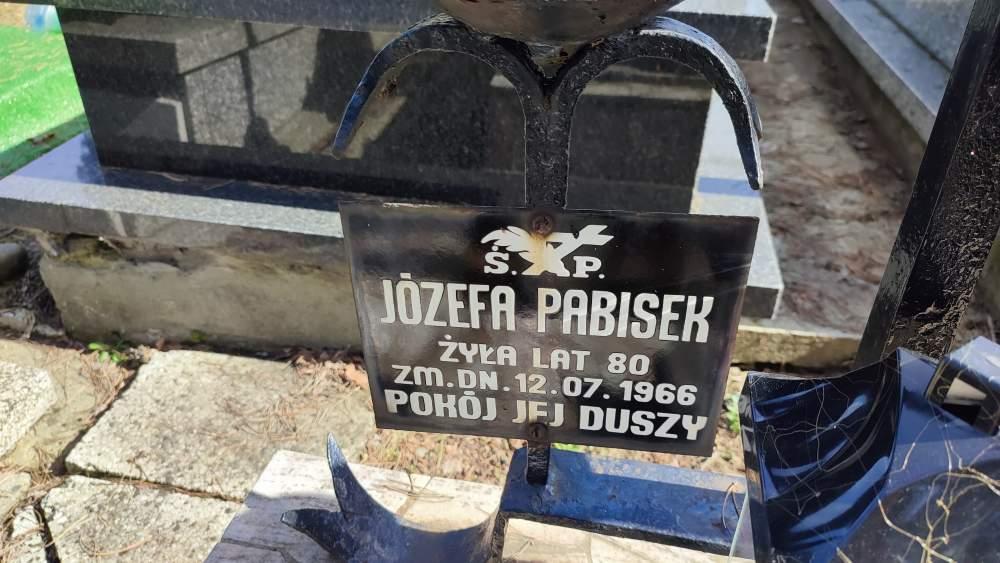 Ś. P.
JÓZEFA PABISEK
ŻYŁA LAT 80
ZM. DN. 12.07.1966
POKÓJ JEJ DUSZY